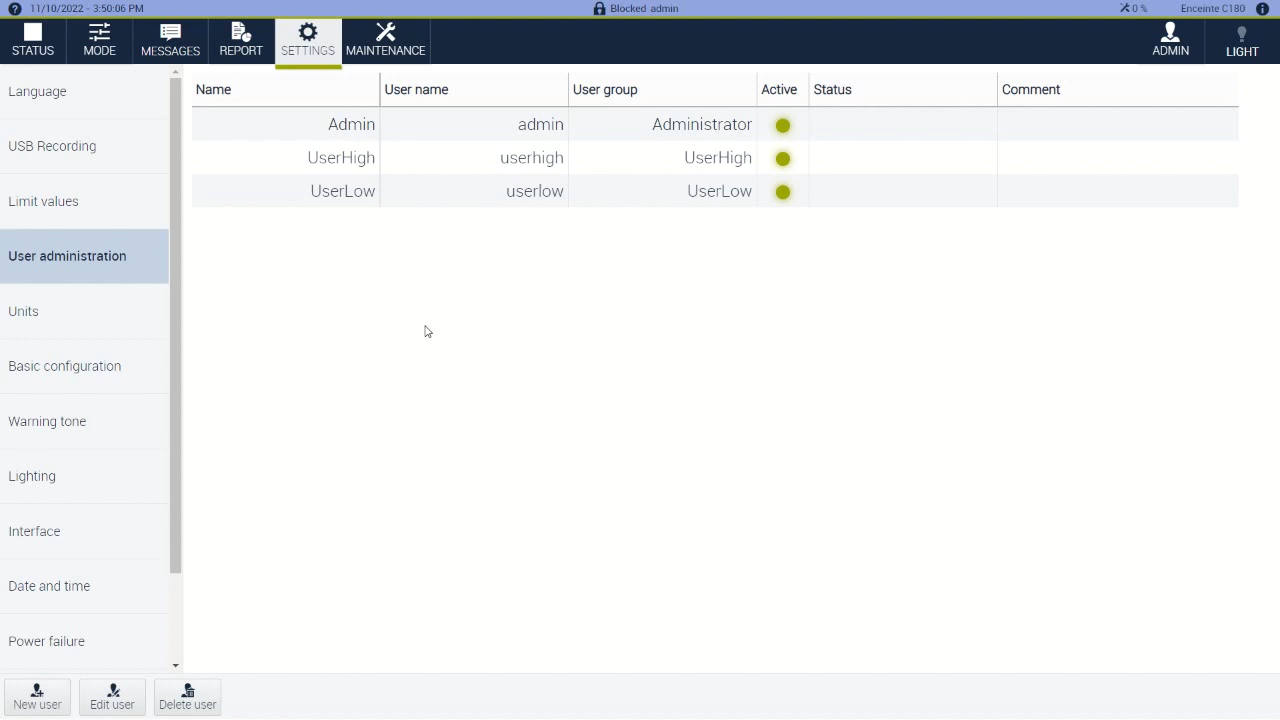 11/10/2022 - 3:50:06 PM
Blocked admin
0 %
Enceinte C180
STATUS
MODE
MESSAGES
REPORT
SETTINGS
MAINTENANCE
ADMIN
LIGHT
Language
USB Recording
Limit values
User administration
Units
Basic configuration
Warning tone
Lighting
Interface
Date and time
Power failure
Name User name User group Active Status Comment
Admin admin Administrator
UserHigh userhigh UserHigh
UserLow userlow UserLow
New user
Edit user
Delete user